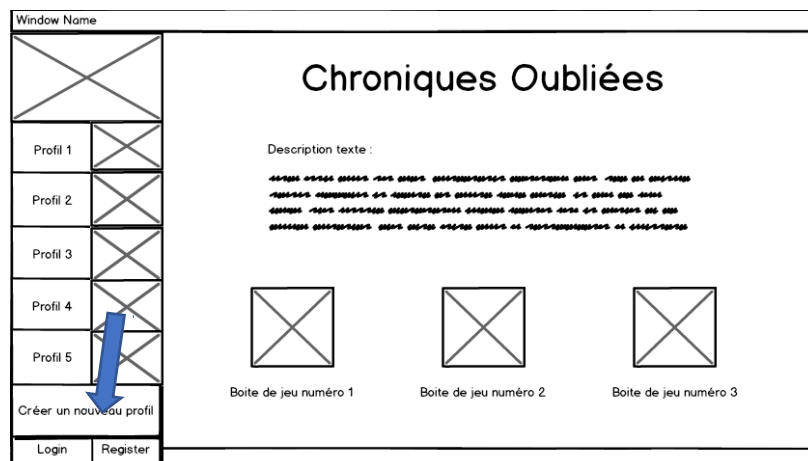 Window Name
Chroniques Oubliées
Profil 1
Description texte :
Profil 2
Profil 3
Profil 4
Profil 5
Boite de jeu numéro 1
Boite de jeu numéro 2
Boite de jeu numéro 3
Créer un nouveau profil
Login
Register